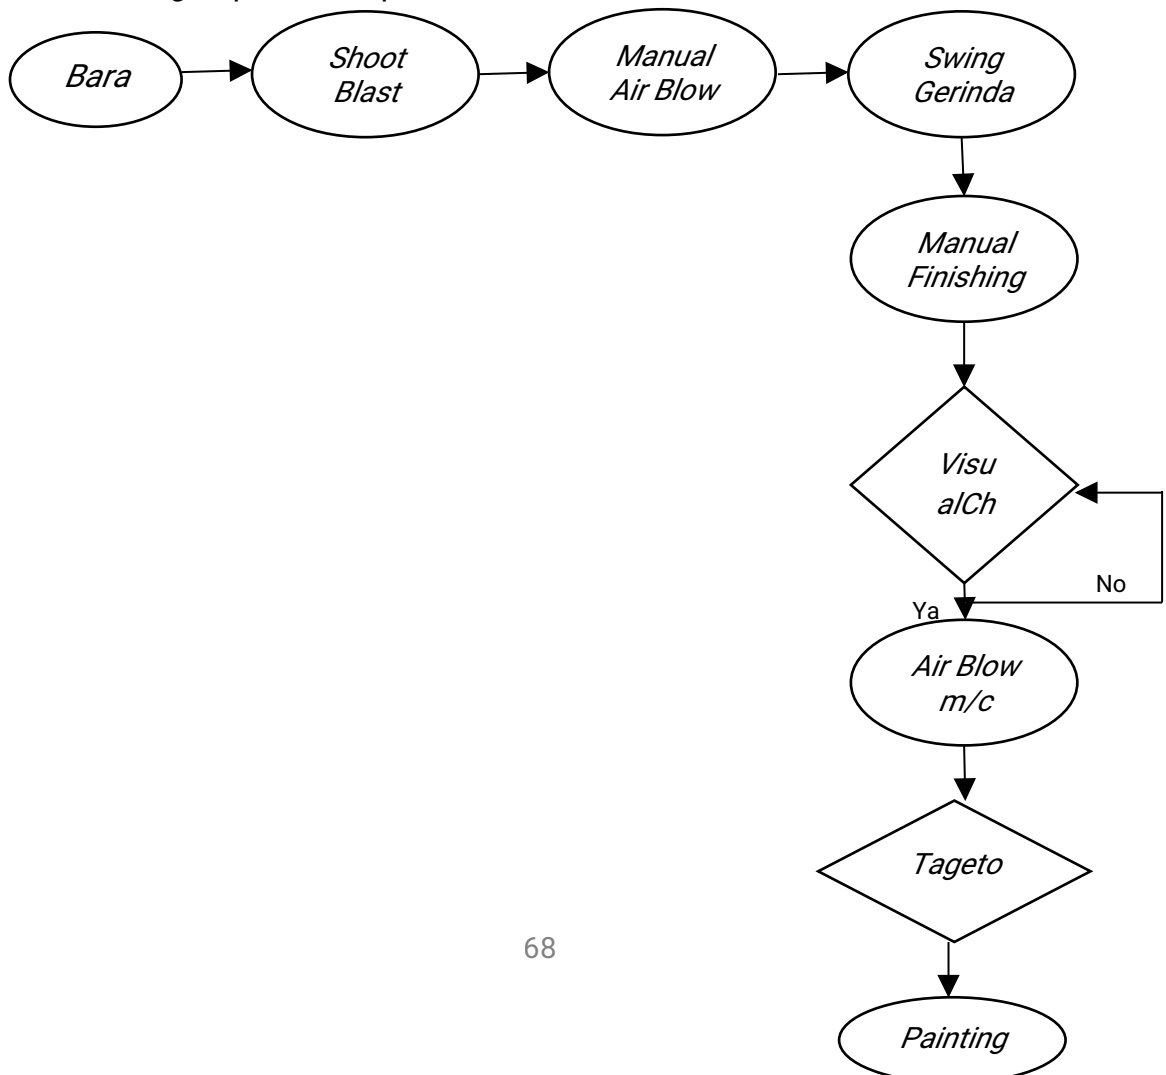 Bara
Shoot
Blast
Manual
Air Blow
Swing
Gerinda
Manual
Finishing
Visu
alCh
No
Ya
Air Blow
m/c
Tageto
68
Painting